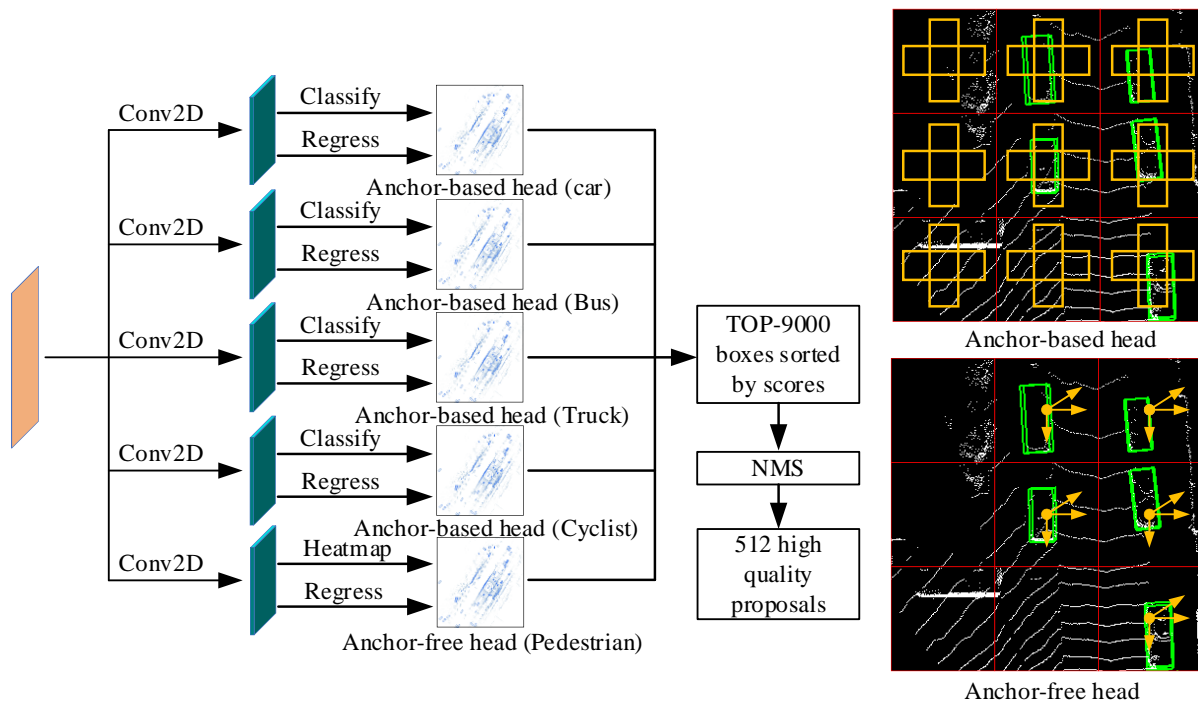 Conv2D
Classify
Regress
Anchor-based head (car)
Conv2D
Classify
Regress
Anchor-based head (Bus)
Conv2D
Classify
Regress
Anchor-based head (Truck)
Conv2D
Classify
Regress
Anchor-based head (Cyclist)
Conv2D
Heatmap
Regress
Anchor-free head (Pedestrian)
TOP-9000
boxes sorted
by scores
NMS
512 high
quality
proposals
Anchor-based head
Anchor-free head